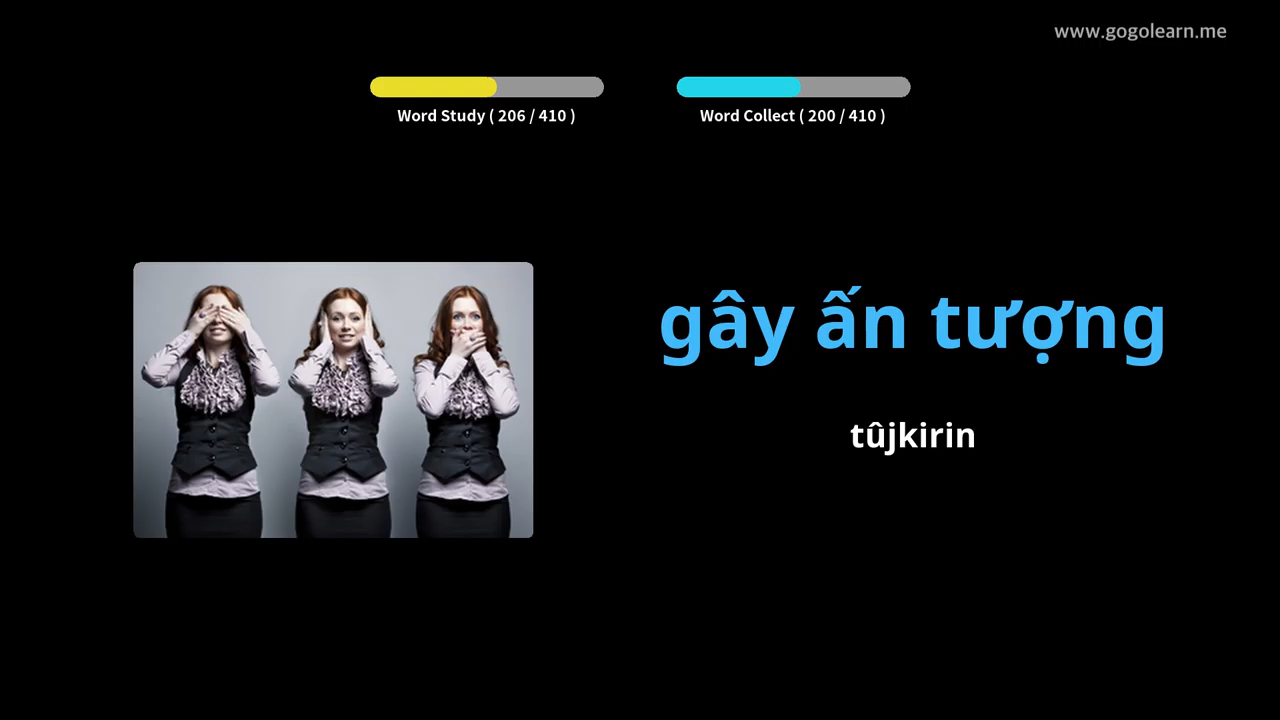 www.gogolearn.me
Word Study ( 206 / 410 )
Word Collect ( 200 / 410 )
gây ấn tượng
tûjkirin